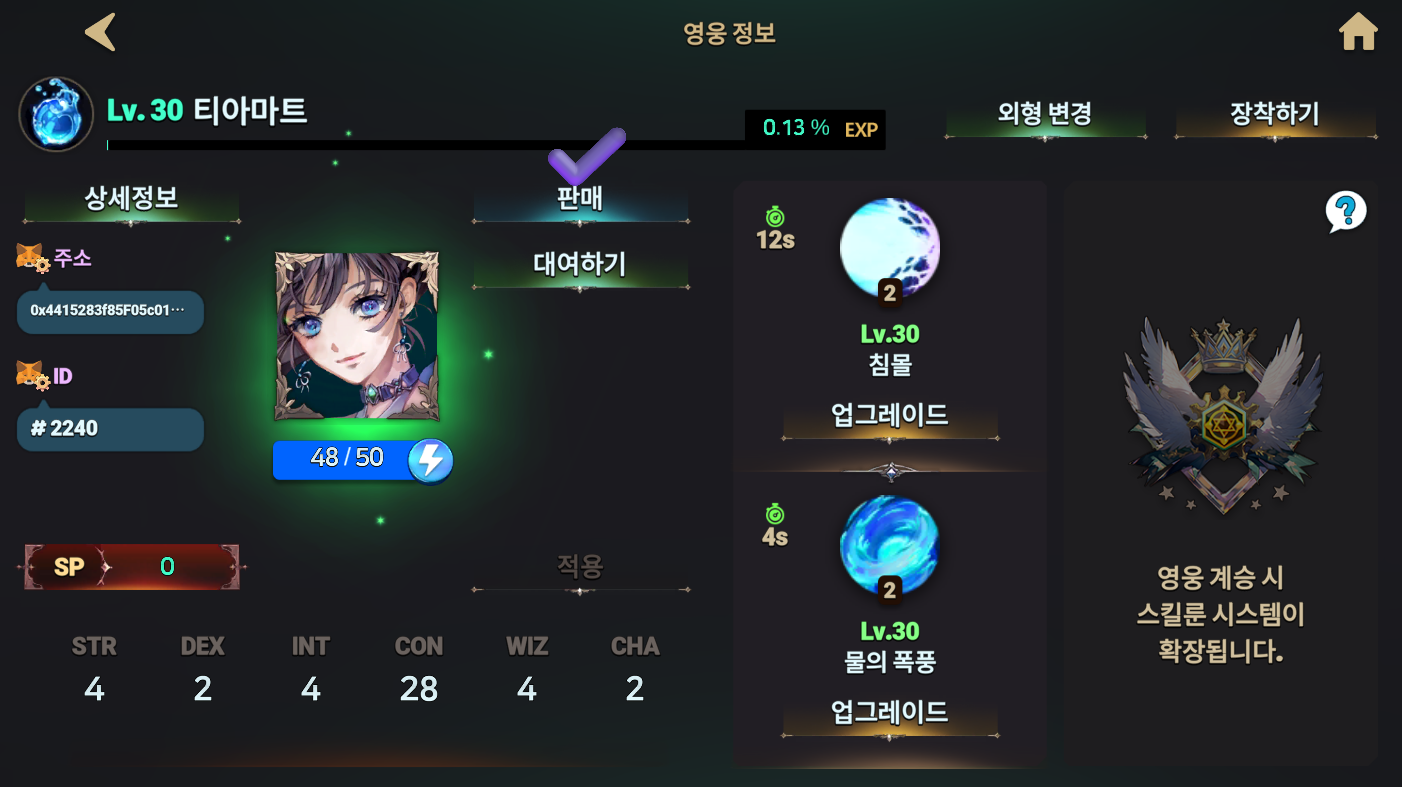 영웅 정보
Lv. 30 티아마트
0.13 % EXP
외형 변경
장착하기
상세정보
판매
대여하기
주소
0x4415283f85F05c01···
ID
# 2240
48 / 50
SP 0
적용
STR DEX INT CON WIZ CHA
4 2 4 28 4 2
12s
2
Lv.30
침몰
업그레이드
4s
2
Lv.30
물의 폭풍
업그레이드
?
영웅 계승 시
스킬룬 시스템이
확장됩니다.